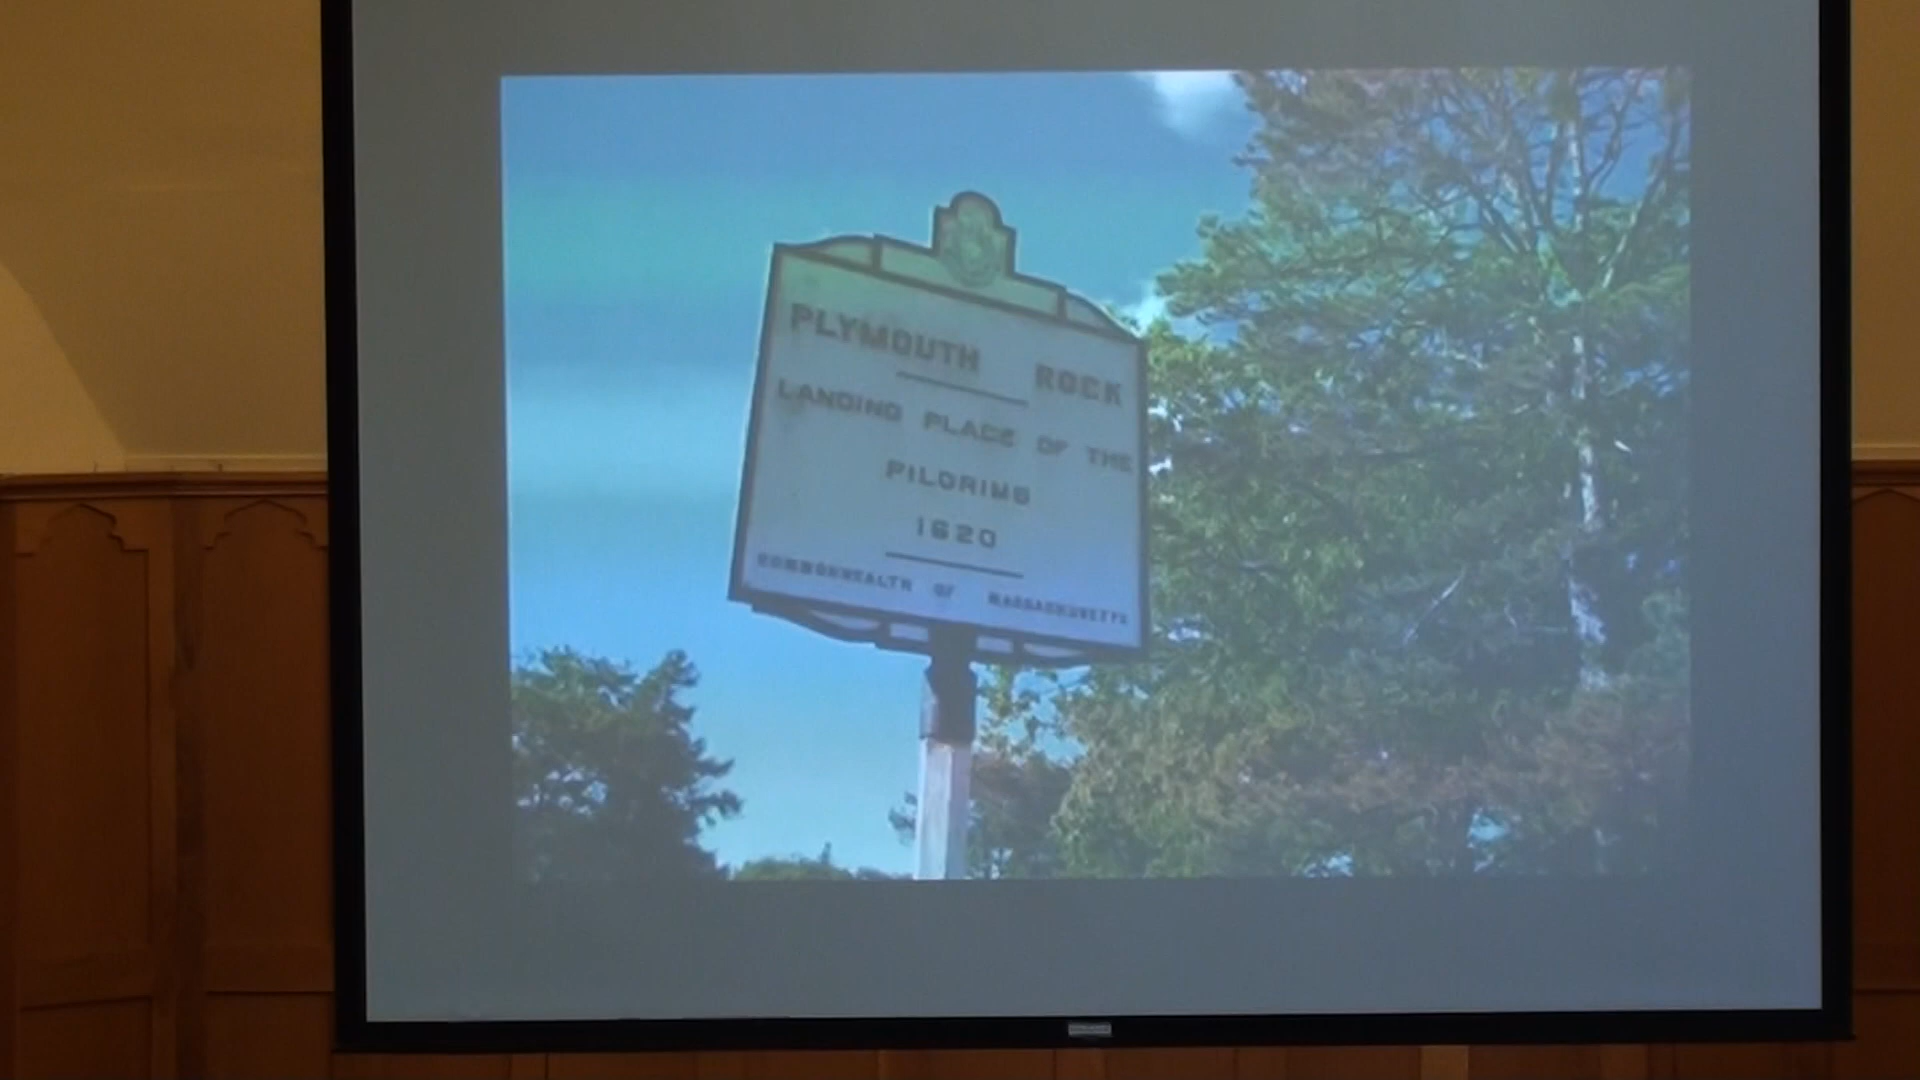 PLYMOUTH ROCK
LANDING PLACE OF THE
PILGRIMS
1620
COMMONWEALTH OF MASSACHUSETTS